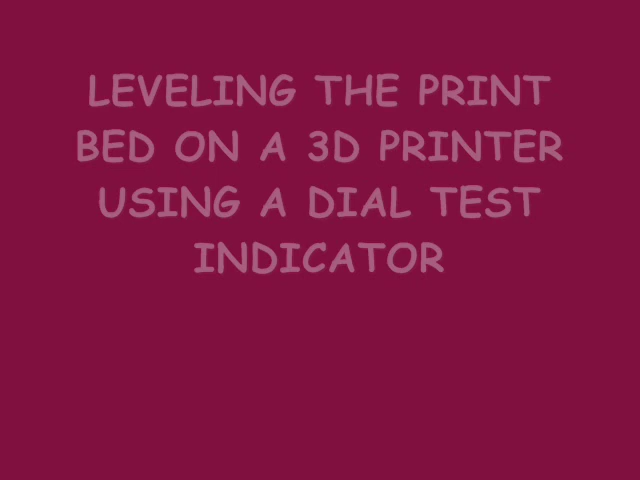 LEVELING THE PRINT
BED ON A 3D PRINTER
USING A DIAL TEST
INDICATOR